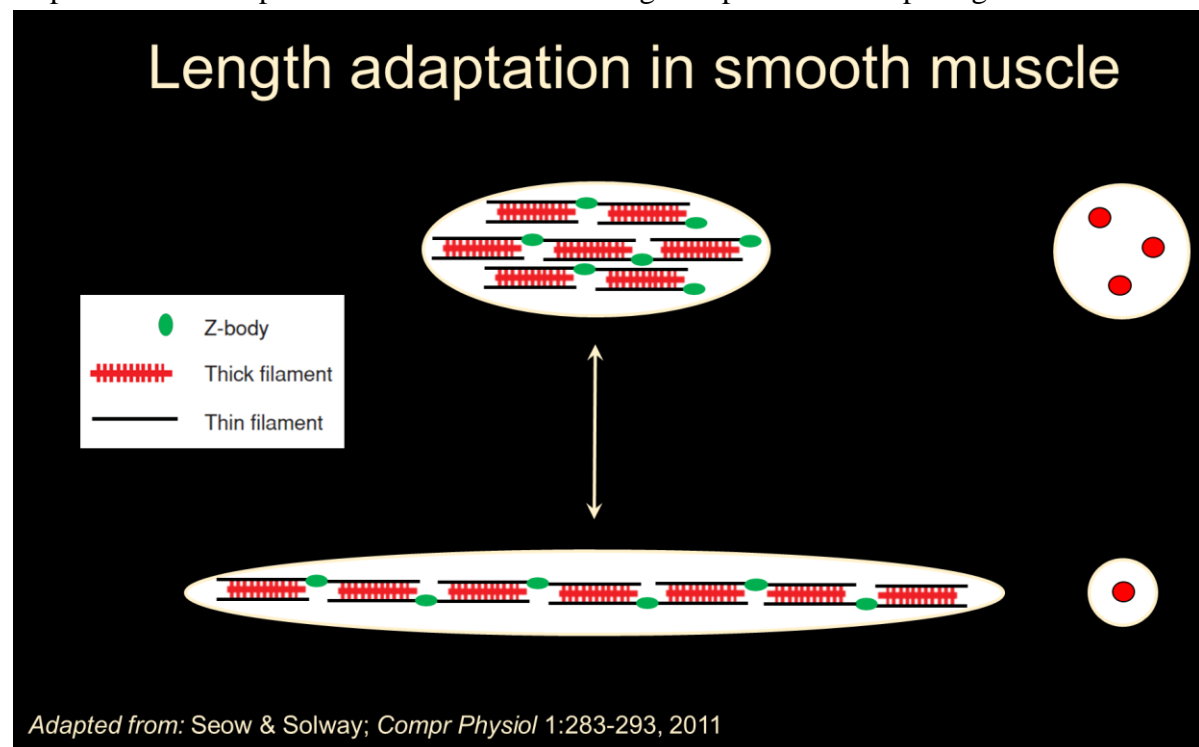 Length adaptation in smooth muscle
Z-body
Thick filament
Thin filament
Adapted from: Seow & Solway; Compr Physiol 1:283-293, 2011